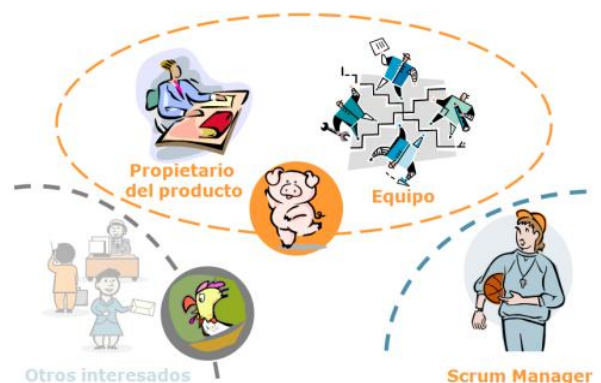 Propietario
del producto
Equipo
Otros interesados
Scrum Manager